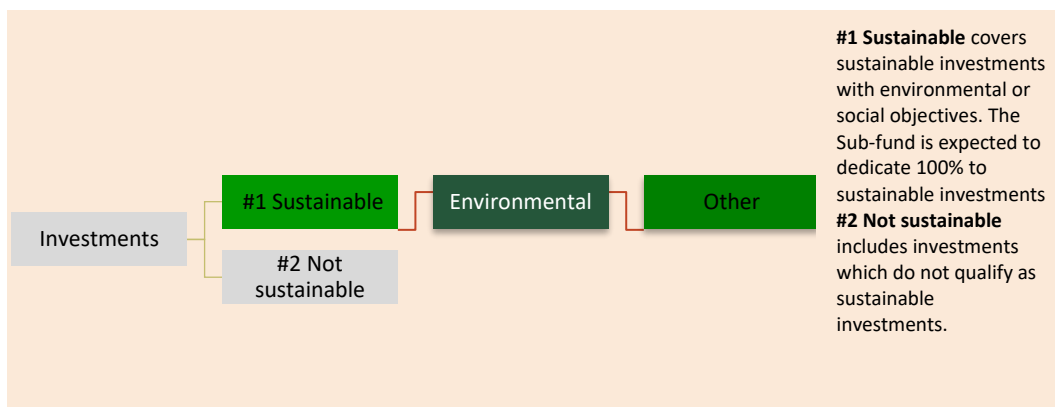 Investments
#1 Sustainable
#2 Not
sustainable
Environmental
Other
#1 Sustainable covers
sustainable investments
with environmental or
social objectives. The
Sub-fund is expected to
dedicate 100% to
sustainable investments
#2 Not sustainable
includes investments
which do not qualify as
sustainable
investments.